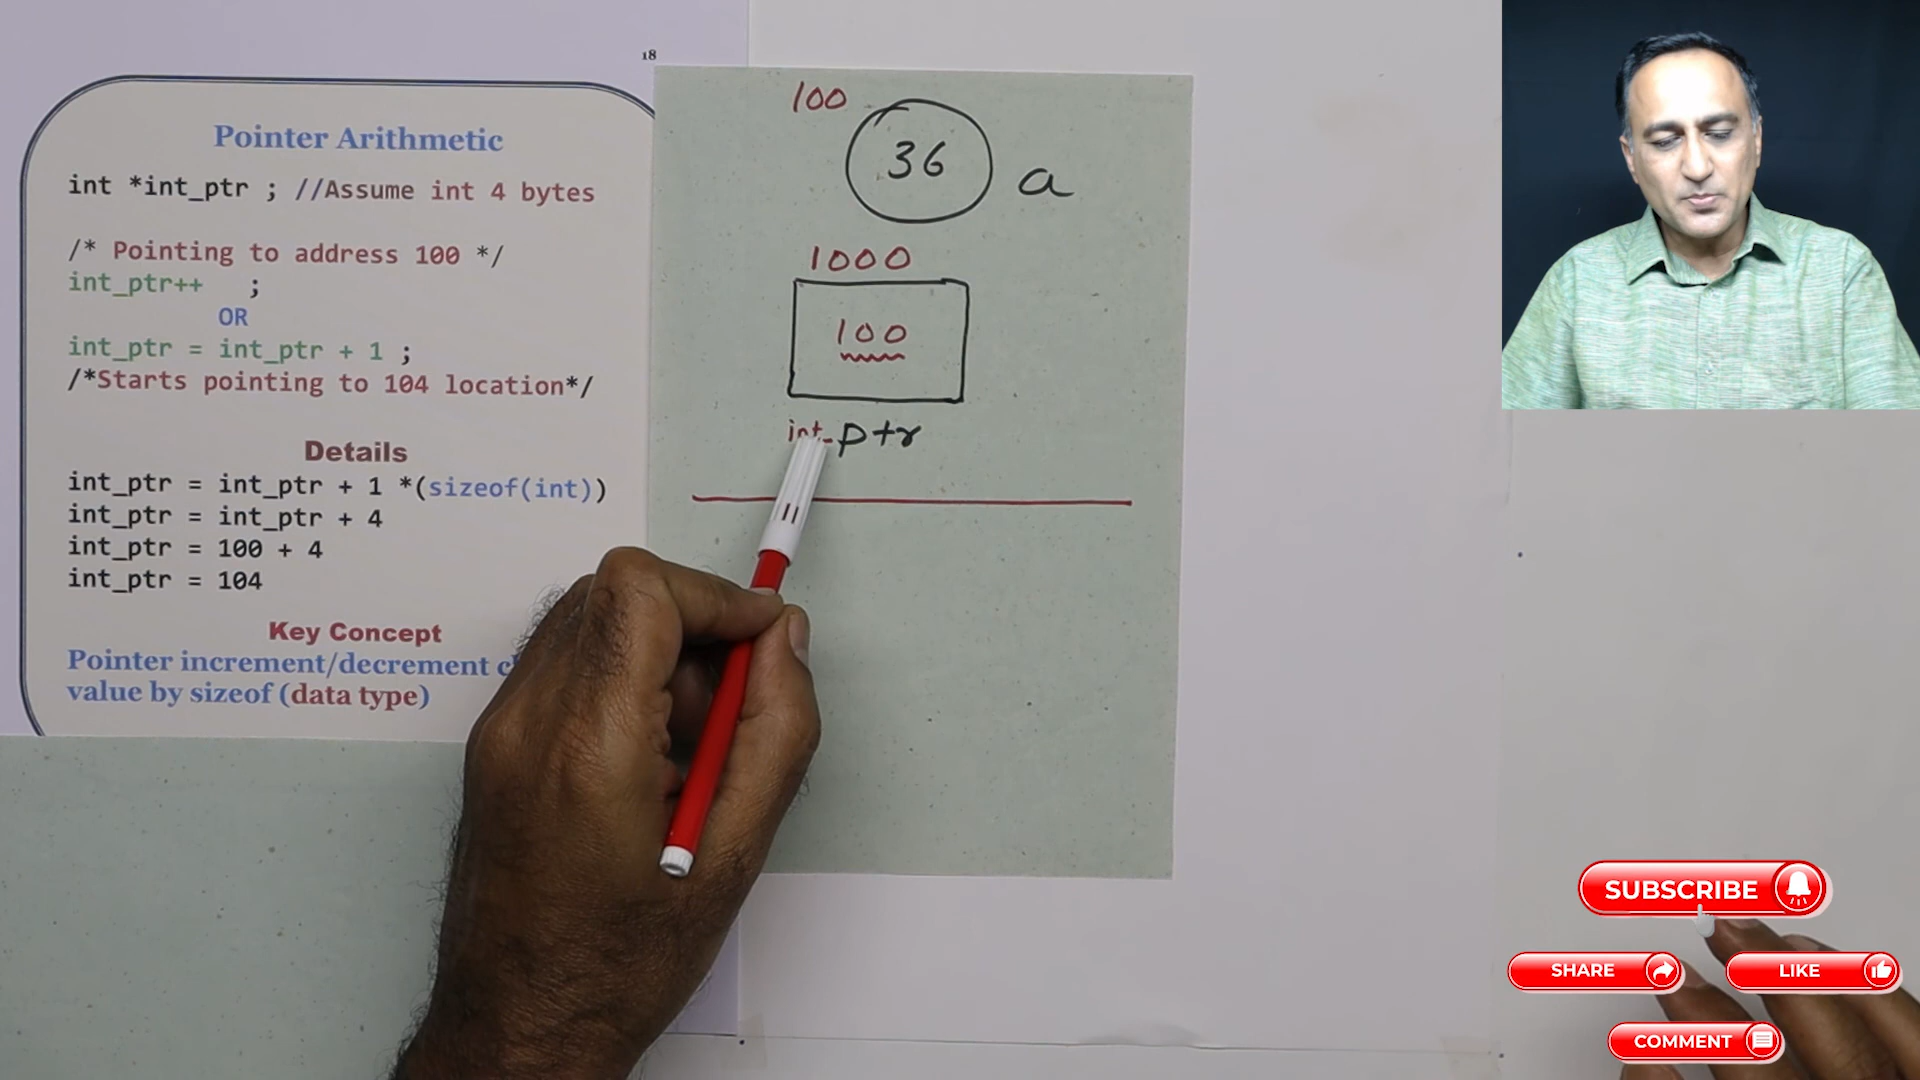 18
Pointer Arithmetic
int *int_ptr ; //Assume int 4 bytes
/* Pointing to address 100 */
int_ptr++ ;
OR
int_ptr = int_ptr + 1 ;
/*Starts pointing to 104 location*/
Details
int_ptr = int_ptr + 1 *(sizeof(int))
int_ptr = int_ptr + 4
int_ptr = 100 + 4
int_ptr = 104
Key Concept
Pointer increment/decrement
value by sizeof (data type)
100
36 a
1000
100
int_ptr
SUBSCRIBE
SHARE LIKE
COMMENT